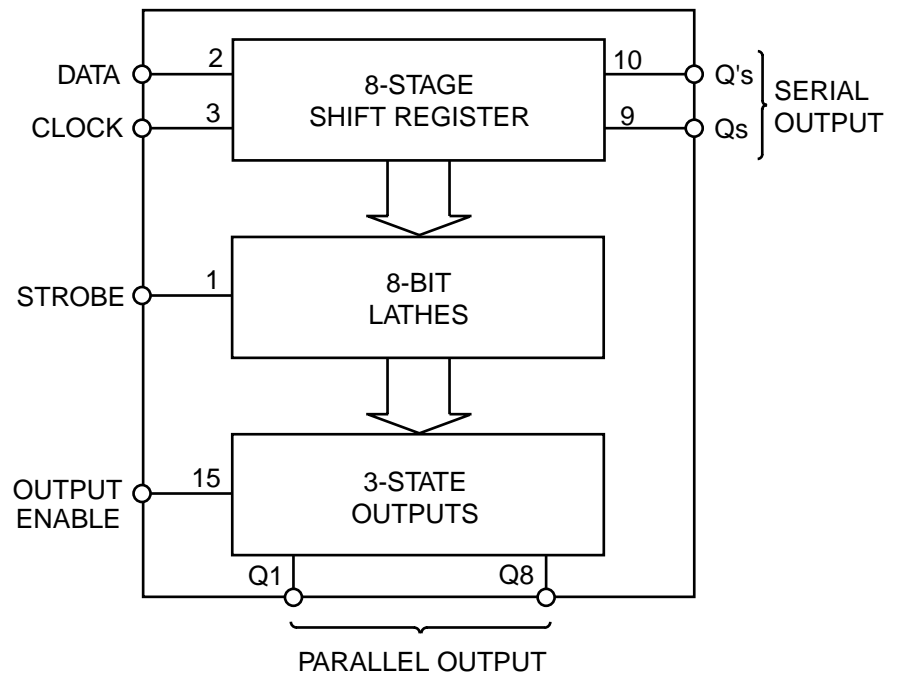 DATA
2
8-STAGE
SHIFT REGISTER
10
Q's
CLOCK
3
9
Qs
SERIAL
OUTPUT
STROBE
1
8-BIT
LATHES
OUTPUT
ENABLE
15
3-STATE
OUTPUTS
Q1
Q8
PARALLEL OUTPUT